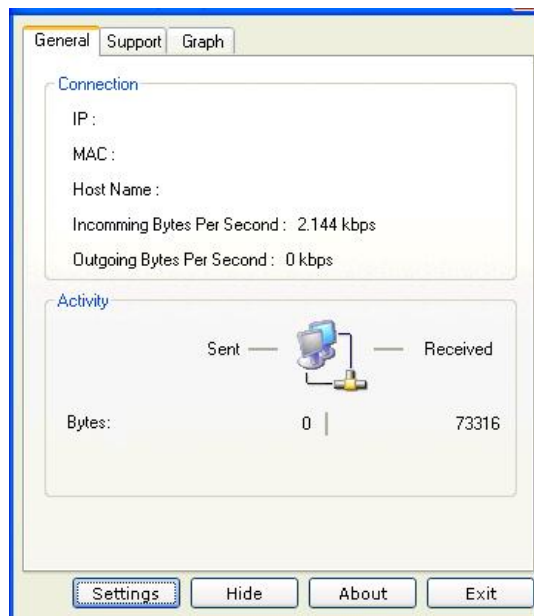 General Support Graph
Connection
IP :
MAC :
Host Name :
Incomming Bytes Per Second : 2.144 kbps
Outgoing Bytes Per Second : 0 kbps
Activity
Sent Received
Bytes: 0 73316
Settings Hide About Exit